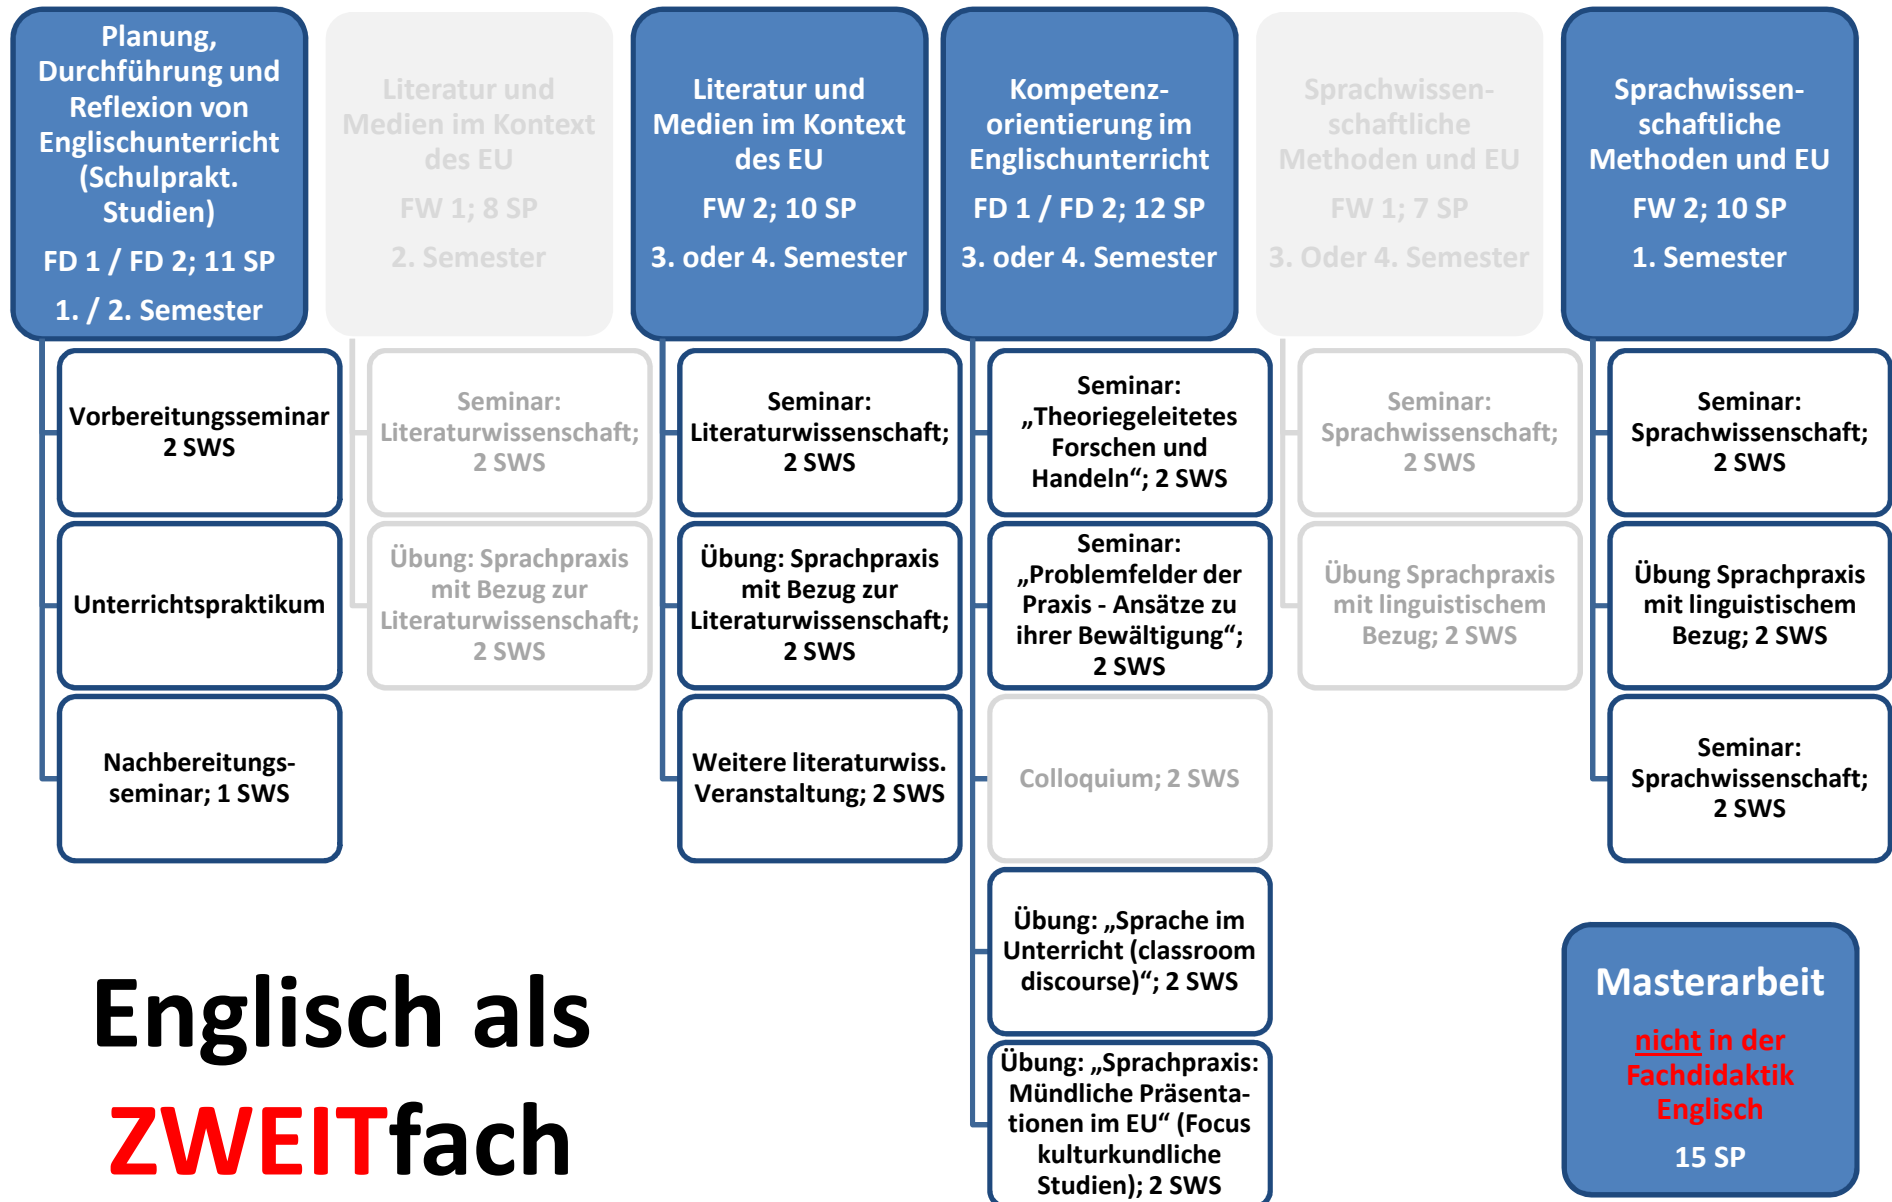 Planung,
Durchführung und
Reflexion von
Englischunterricht
(Schulprakt.
Studien)
FD 1 / FD 2; 11 SP
1. / 2. Semester
Vorbereitungsseminar
2 SWS
Unterrichtspraktikum
Nachbereitungs-
seminar; 1 SWS
Literatur und
Medien im Kontext
des EU
FW 1; 8 SP
2. Semester
Seminar:
Literaturwissenschaft;
2 SWS
Übung: Sprachpraxis
mit Bezug zur
Literaturwissenschaft;
2 SWS
Literatur und
Medien im Kontext
des EU
FW 2; 10 SP
3. oder 4. Semester
Seminar:
Literaturwissenschaft;
2 SWS
Übung: Sprachpraxis
mit Bezug zur
Literaturwissenschaft;
2 SWS
Weitere literaturwiss.
Veranstaltung; 2 SWS
Kompetenz-
orientierung im
Englischunterricht
FD 1 / FD 2; 12 SP
3. oder 4. Semester
Seminar:
„Theoriegeleitetes
Forschen und
Handeln“; 2 SWS
Seminar:
„Problemfelder der
Praxis - Ansätze zu
ihrer Bewältigung“;
2 SWS
Colloquium; 2 SWS
Übung: „Sprache im
Unterricht (classroom
discourse)“; 2 SWS
Übung: „Sprachpraxis:
Mündliche Präsenta-
tionen im EU“ (Focus
kulturkundliche
Studien); 2 SWS
Sprachwissen-
schaftliche
Methoden und EU
FW 1; 7 SP
3. Oder 4. Semester
Seminar:
Sprachwissenschaft;
2 SWS
Übung Sprachpraxis
mit linguistischem
Bezug; 2 SWS
Sprachwissen-
schaftliche
Methoden und EU
FW 2; 10 SP
1. Semester
Seminar:
Sprachwissenschaft;
2 SWS
Übung Sprachpraxis
mit linguistischem
Bezug; 2 SWS
Seminar:
Sprachwissenschaft;
2 SWS
Englisch als
ZWEITfach
Masterarbeit
nicht in der
Fachdidaktik
Englisch
15 SP